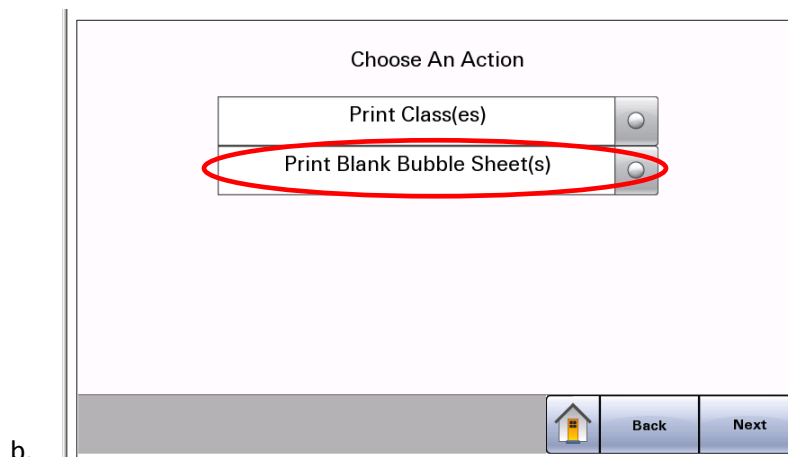 Choose An Action
Print Class(es)
Print Blank Bubble Sheet(s)
Back Next
b.